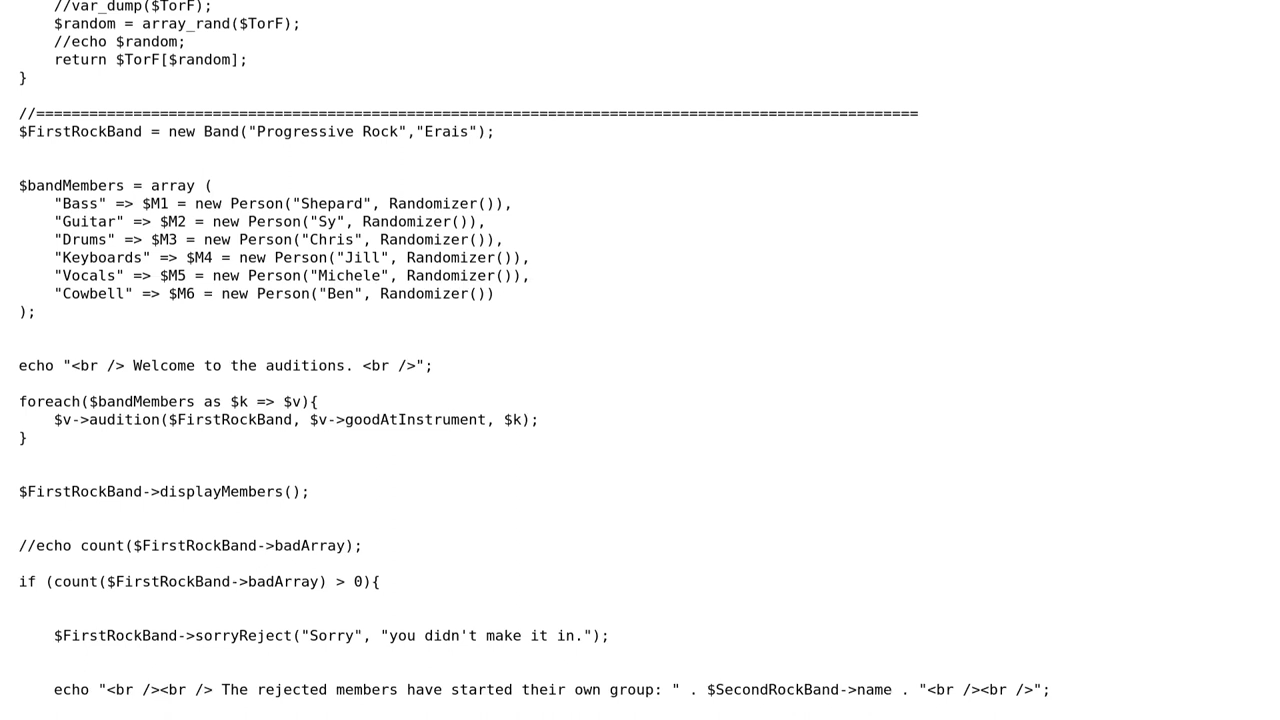 //var_dump($TorF);
$random = array_rand($TorF);
//echo $random;
return $TorF[$random];
}
//====================================================================================================
$FirstRockBand = new Band("Progressive Rock","Erais");
$bandMembers = array (
"Bass" => $M1 = new Person("Shepard", Randomizer()),
"Guitar" => $M2 = new Person("Sy", Randomizer()),
"Drums" => $M3 = new Person("Chris", Randomizer()),
"Keyboards" => $M4 = new Person("Jill", Randomizer()),
"Vocals" => $M5 = new Person("Michele", Randomizer()),
"Cowbell" => $M6 = new Person("Ben", Randomizer())
);
echo "<br /> Welcome to the auditions. <br />";
foreach($bandMembers as $k => $v){
$v->audition($FirstRockBand, $v->goodAtInstrument, $k);
}
$FirstRockBand->displayMembers();
//echo count($FirstRockBand->badArray);
if (count($FirstRockBand->badArray) > 0){
$FirstRockBand->sorryReject("Sorry", "you didn't make it in.");
echo "<br /><br /> The rejected members have started their own group: " . $SecondRockBand->name . "<br /><br />";